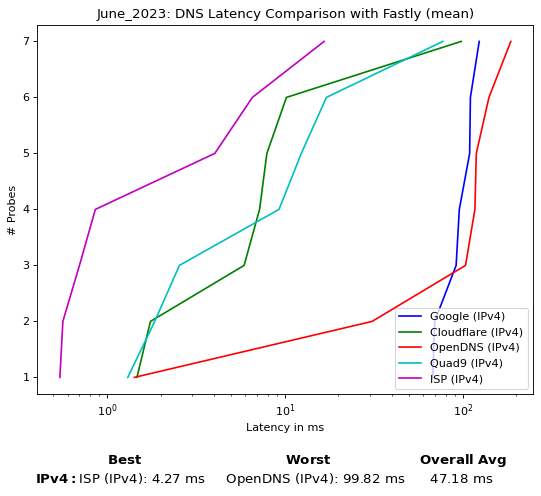 June_2023: DNS Latency Comparison with Fastly (mean)
7
6
5
4
3
2
1
# Probes
Google (IPv4)
Cloudflare (IPv4)
OpenDNS (IPv4)
Quad9 (IPv4)
ISP (IPv4)
10⁰ 10¹ 10²
Latency in ms
Best Worst Overall Avg
IPv4: ISP (IPv4): 4.27 ms OpenDNS (IPv4): 99.82 ms 47.18 ms